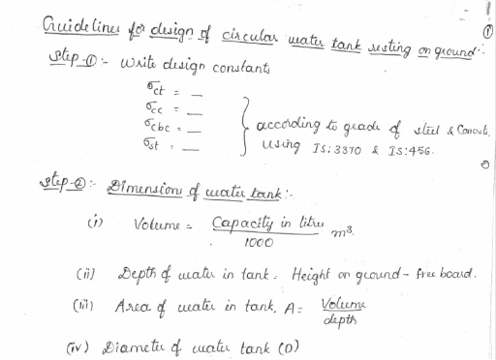 Guidelines for design of circular water tank resting on ground :-
①
Step-① :- Write design constants
σct = —
σcc = —
σcbc = —
σst = —
according to grade of steel & Concrete
using IS:3370 & IS:456.
Step-② :- Dimensions of water tank :-
(i) Volume = Capacity in litres / 1000 m³
(ii) Depth of water in tank = Height on ground - free board.
(iii) Area of water in tank, A = Volume / depth
(iv) Diameter of water tank (D)